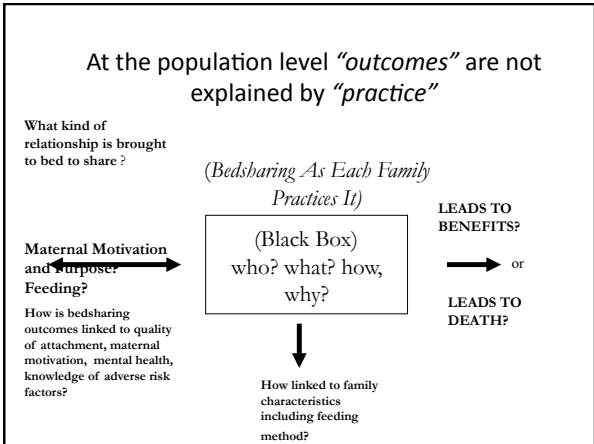 At the population level “outcomes” are not
explained by “practice”
What kind of
relationship is brought
to bed to share ?
(Bedsharing As Each Family
Practices It)
(Black Box)
who? what? how,
why?
LEADS TO
BENEFITS?
or
LEADS TO
DEATH?
Maternal Motivation
and Purpose?
Feeding?
How is bedsharing
outcomes linked to quality
of attachment, maternal
motivation, mental health,
knowledge of adverse risk
factors?
How linked to family
characteristics
including feeding
method?